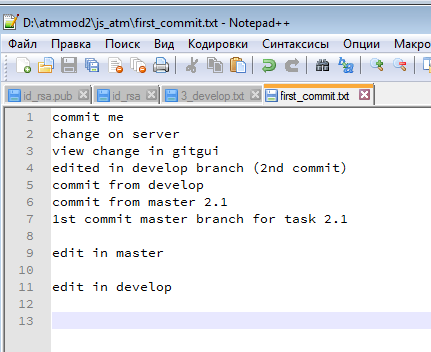 D:\atmmod2\js_atm\first_commit.txt - Notepad++
Файл Правка Поиск Вид Кодировки Синтаксисы Опции Макро
id_rsa.pub id_rsa 3_develop.txt first_commit.txt
1 commit me
2 change on server
3 view change in gitgui
4 edited in develop branch (2nd commit)
5 commit from develop
6 commit from master 2.1
7 1st commit master branch for task 2.1
8
9 edit in master
10
11 edit in develop
12
13